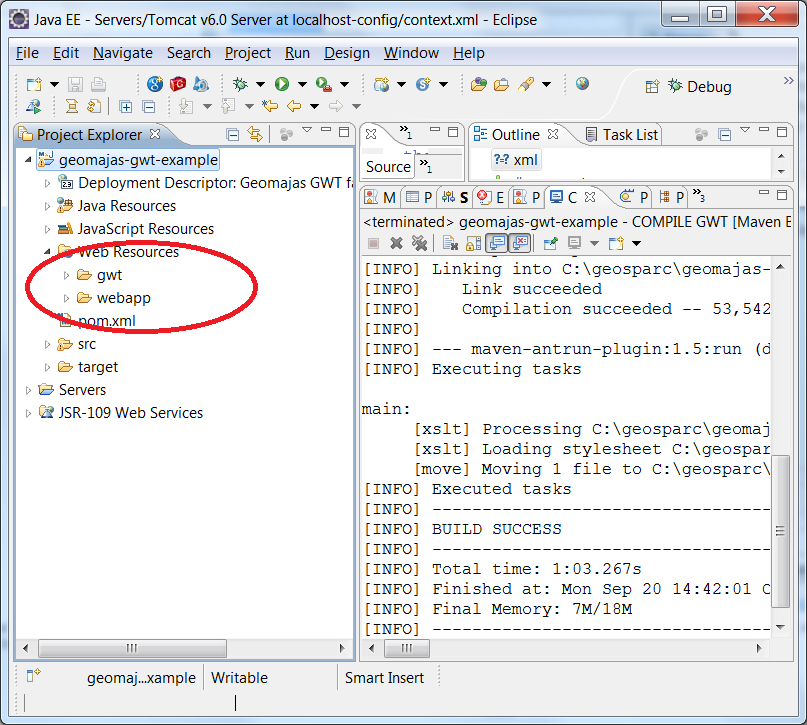 Java EE - Servers/Tomcat v6.0 Server at localhost-config/context.xml - Eclipse
File Edit Navigate Search Project Run Design Window Help
Debug
Project Explorer
geomajas-gwt-example
Deployment Descriptor: Geomajas GWT fa
Java Resources
JavaScript Resources
Web Resources
gwt
webapp
pom.xml
src
target
Servers
JSR-109 Web Services
»1
Source »1
Outline Task List
?-? xml
M P S E P C P P »3
<terminated> geomajas-gwt-example - COMPILE GWT [Maven B
[INFO] Linking into C:\geosparc\geomajas-
[INFO]    Link succeeded
[INFO]    Compilation succeeded -- 53,542
[INFO]
[INFO] --- maven-antrun-plugin:1.5:run (d
[INFO] Executing tasks
main:
[xslt] Processing C:\geosparc\geomaj
[xslt] Loading stylesheet C:\geospar
[move] Moving 1 file to C:\geosparc\
[INFO] Executed tasks
[INFO] ----------------------------------
[INFO] BUILD SUCCESS
[INFO] ----------------------------------
[INFO] Total time: 1:03.267s
[INFO] Finished at: Mon Sep 20 14:42:01 C
[INFO] Final Memory: 7M/18M
[INFO] ----------------------------------
geomaj...xample Writable Smart Insert